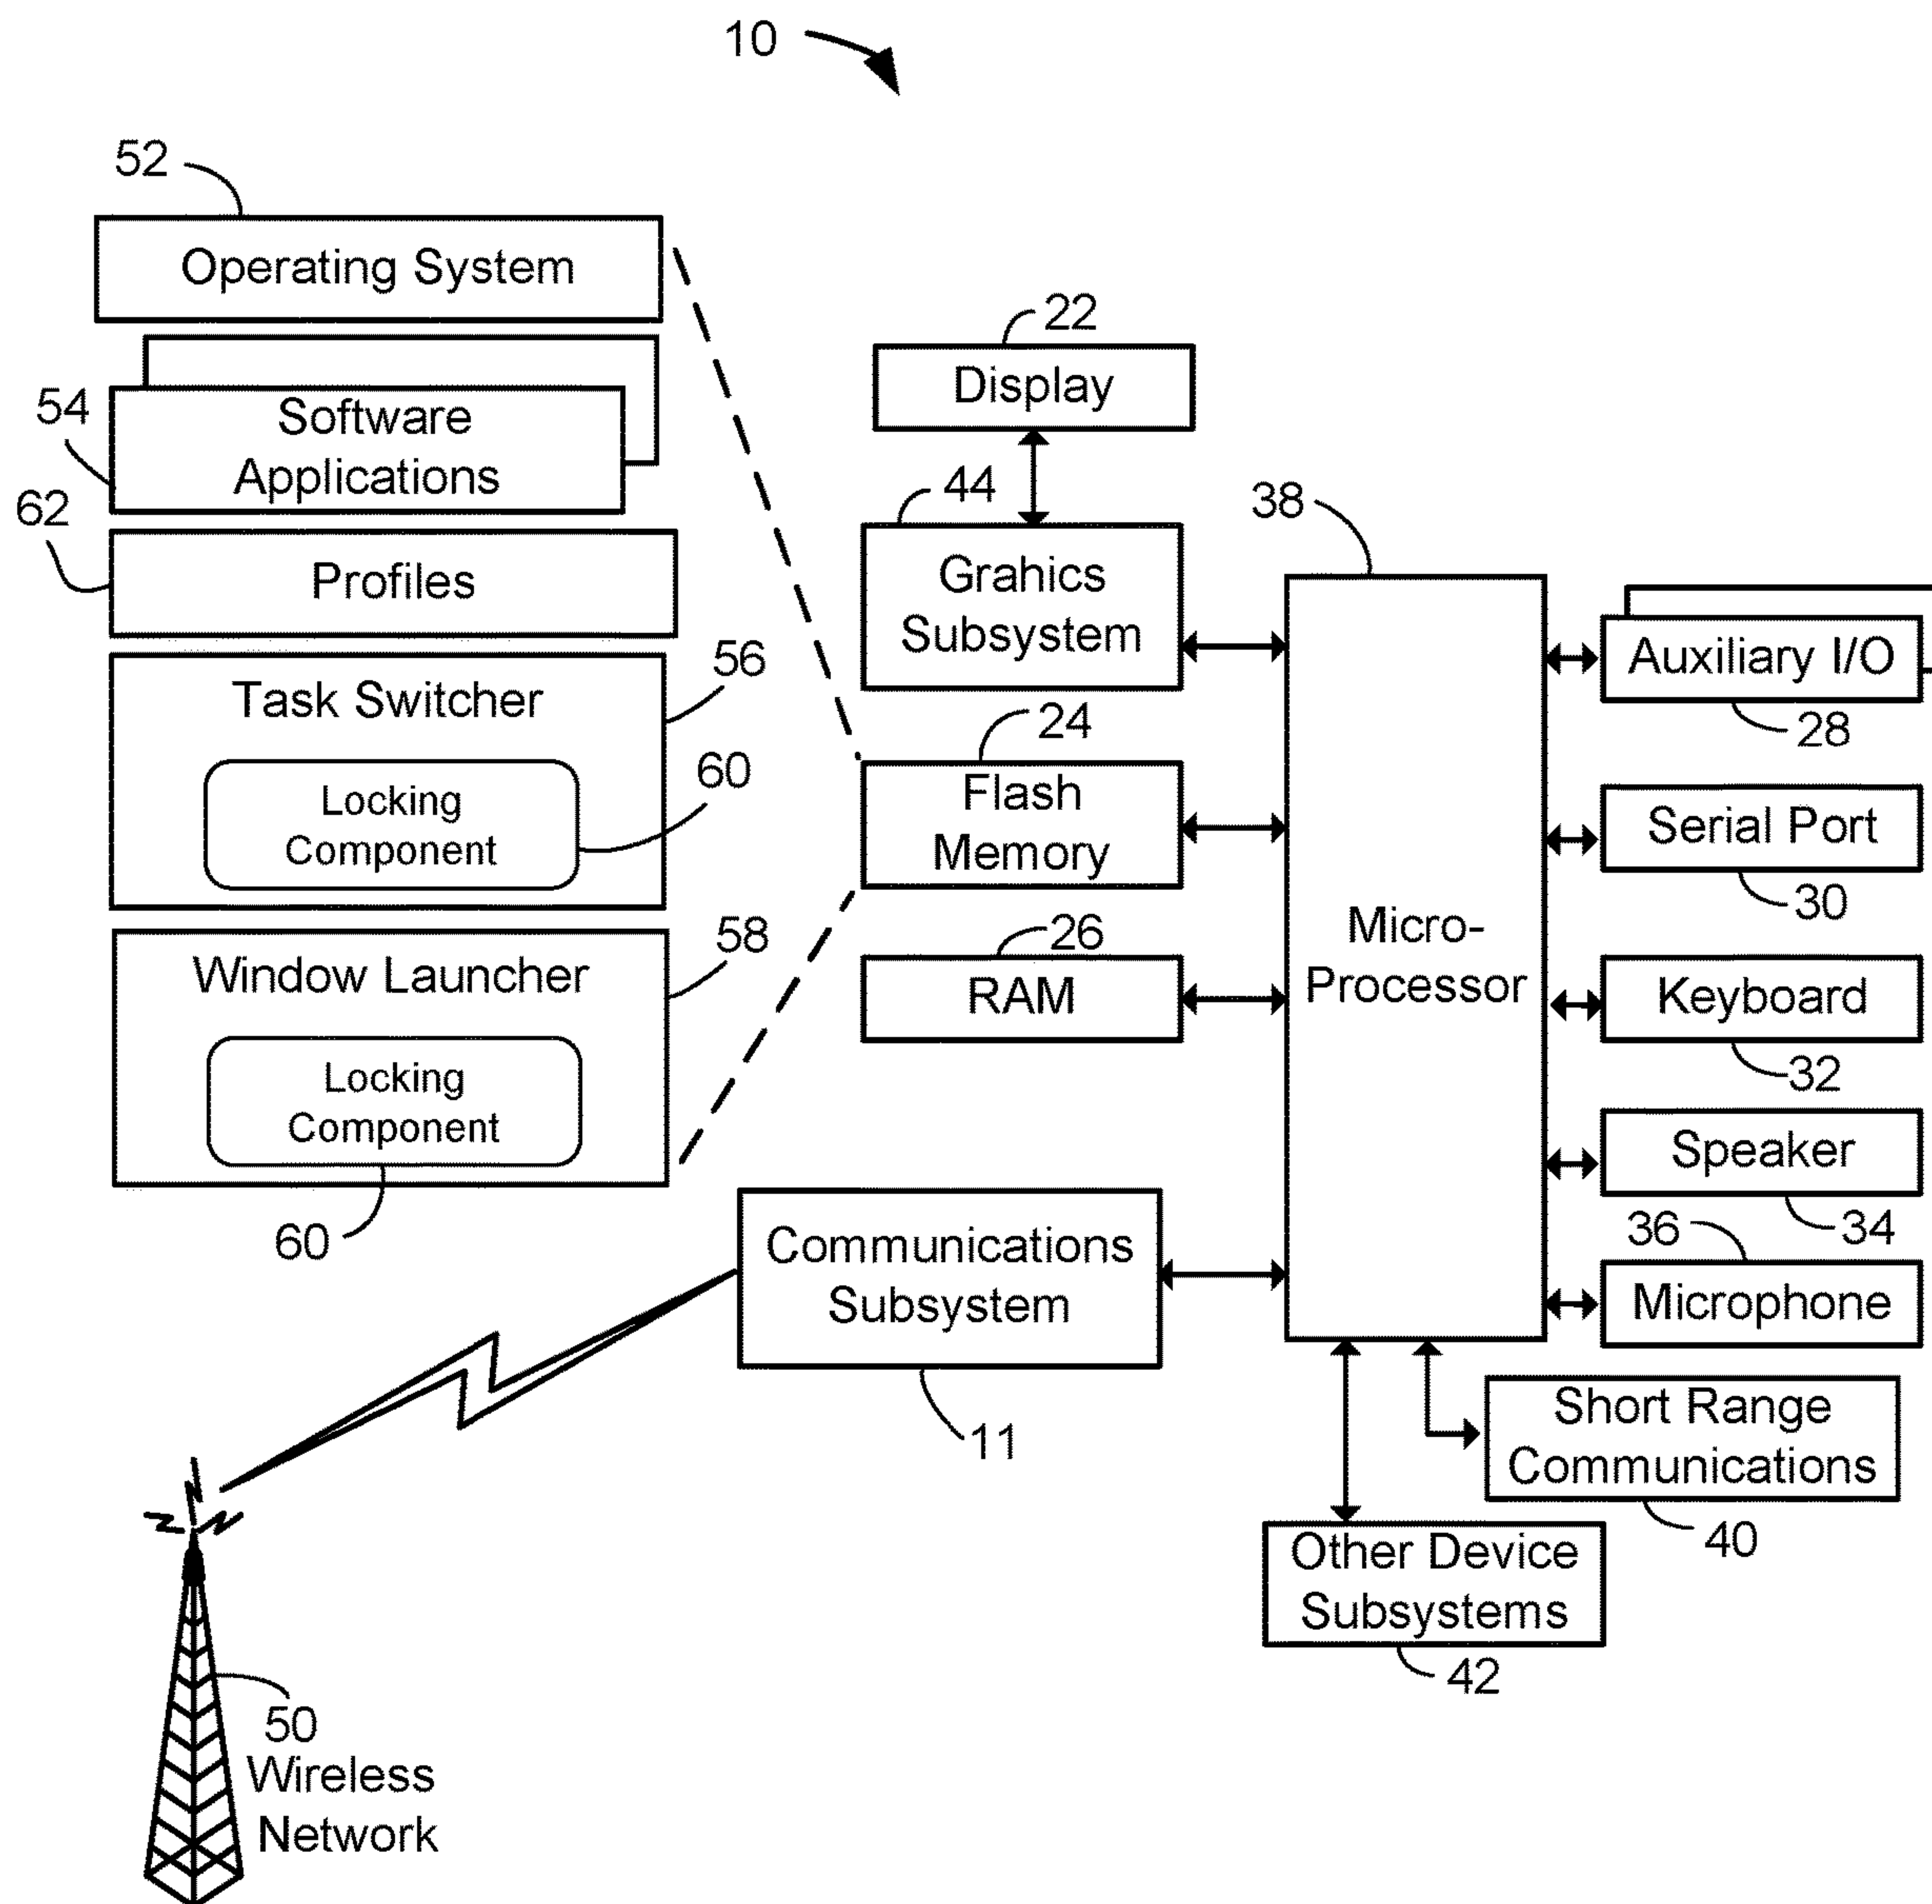 10
52
Operating System
54
Software
Applications
62
Profiles
56
Task Switcher
60
Locking
Component
58
Window Launcher
Locking
Component
60
22
Display
44
Grahics
Subsystem
24
Flash
Memory
26
RAM
Communications
Subsystem
11
38
Micro-
Processor
Auxiliary I/O
28
Serial Port
30
Keyboard
32
Speaker
34
36
Microphone
Short Range
Communications
40
Other Device
Subsystems
42
50
Wireless
Network